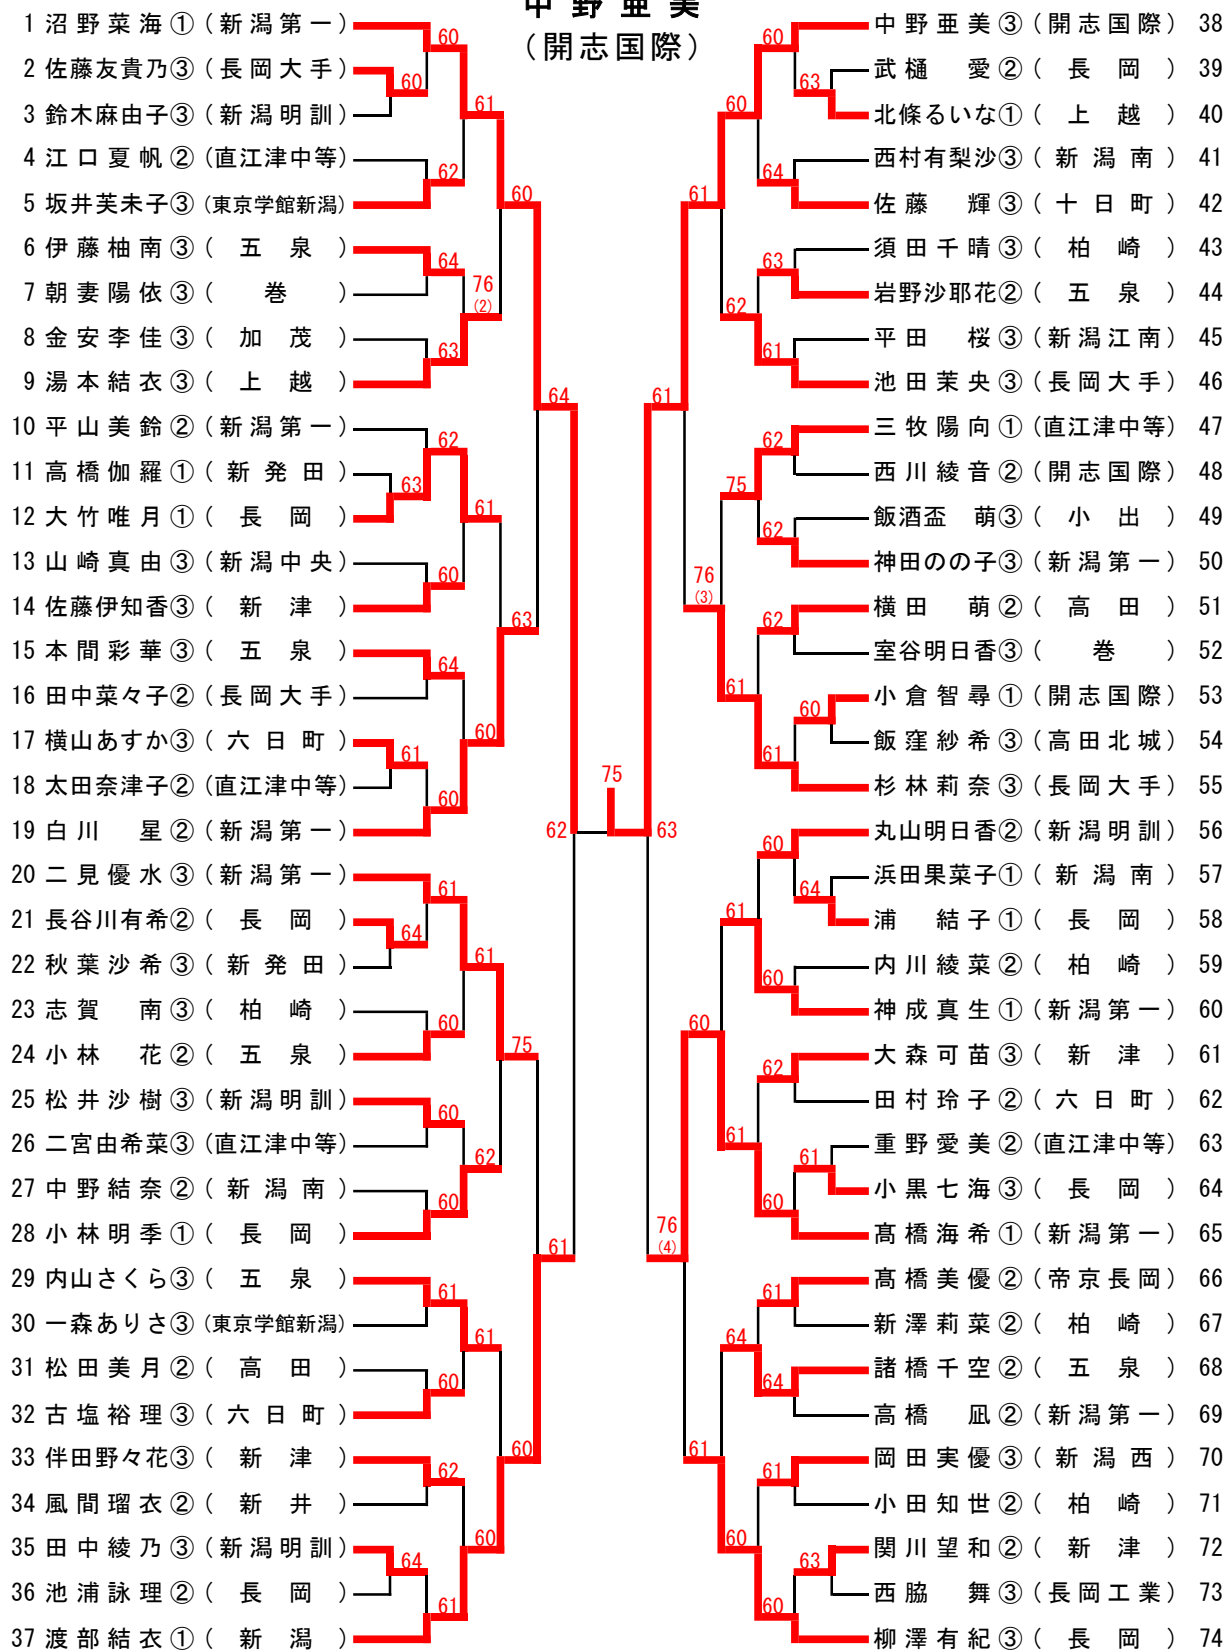 中野亜美
(開志国際)
1 沼野菜海① (新潟第一)
2 佐藤友貴乃③ (長岡大手)
3 鈴木麻由子③ (新潟明訓)
4 江口夏帆② (直江津中等)
5 坂井芙未子③ (東京学館新潟)
6 伊藤柚南③ (五泉)
7 朝妻陽依③ (巻)
8 金安李佳③ (加茂)
9 湯本結衣③ (上越)
10 平山美鈴② (新潟第一)
11 高橋伽羅① (新発田)
12 大竹唯月① (長岡)
13 山崎真由③ (新潟中央)
14 佐藤伊知香③ (新津)
15 本間彩華③ (五泉)
16 田中菜々子② (長岡大手)
17 横山あすか③ (六日町)
18 太田奈津子② (直江津中等)
19 白川 星② (新潟第一)
20 二見優水③ (新潟第一)
21 長谷川有希② (長岡)
22 秋葉沙希③ (新発田)
23 志賀 南③ (柏崎)
24 小林 花② (五泉)
25 松井沙樹③ (新潟明訓)
26 二宮由希菜③ (直江津中等)
27 中野結奈② (新潟南)
28 小林明季① (長岡)
29 内山さくら③ (五泉)
30 一森ありさ③ (東京学館新潟)
31 松田美月② (高田)
32 古塩裕理③ (六日町)
33 伴田野々花③ (新津)
34 風間瑠衣② (新井)
35 田中綾乃③ (新潟明訓)
36 池浦詠理② (長岡)
37 渡部結衣① (新潟)
60
60
61
62
60
64
76
(2)
63
64
62
63
61
60
63
64
60
61
60
62
61
64
61
60
75
60
62
60
61
61
61
60
60
62
60
64
61
75
60
63
60
64
61
63
62
61
61
62
75
62
76
(3)
62
61
60
61
63
60
64
61
60
60
62
61
61
60
76
(4)
61
64
64
61
61
60
63
60
中野亜美③ (開志国際) 38
武樋 愛② (長岡) 39
北條るいな① (上越) 40
西村有梨沙③ (新潟南) 41
佐藤 輝③ (十日町) 42
須田千晴③ (柏崎) 43
岩野沙耶花② (五泉) 44
平田 桜③ (新潟江南) 45
池田茉央③ (長岡大手) 46
三牧陽向① (直江津中等) 47
西川綾音② (開志国際) 48
飯酒盃 萌③ (小出) 49
神田のの子③ (新潟第一) 50
横田 萌② (高田) 51
室谷明日香③ (巻) 52
小倉智尋① (開志国際) 53
飯窪紗希③ (高田北城) 54
杉林莉奈③ (長岡大手) 55
丸山明日香② (新潟明訓) 56
浜田果菜子① (新潟南) 57
浦 結子① (長岡) 58
内川綾菜② (柏崎) 59
神成真生① (新潟第一) 60
大森可苗③ (新津) 61
田村玲子② (六日町) 62
重野愛美② (直江津中等) 63
小黒七海③ (長岡) 64
髙橋海希① (新潟第一) 65
髙橋美優② (帝京長岡) 66
新澤莉菜② (柏崎) 67
諸橋千空② (五泉) 68
高橋 凪② (新潟第一) 69
岡田実優③ (新潟西) 70
小田知世② (柏崎) 71
関川望和② (新津) 72
西脇 舞③ (長岡工業) 73
柳澤有紀③ (長岡) 74